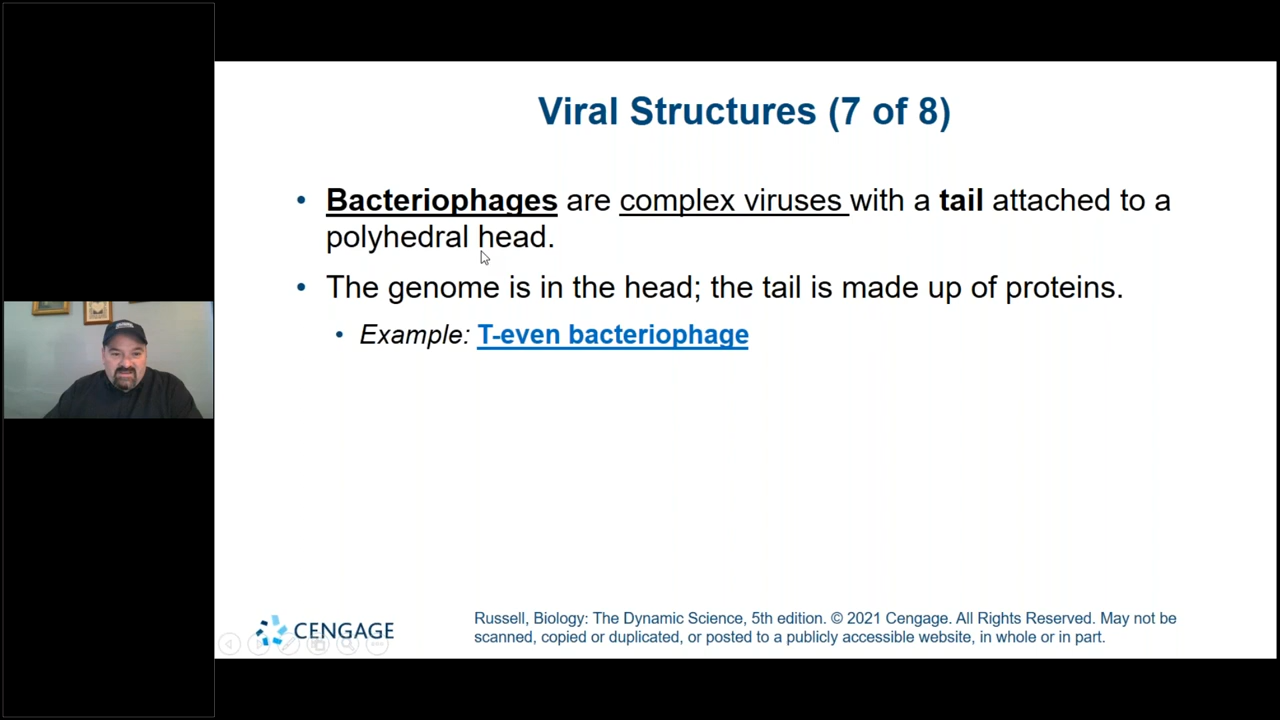 Viral Structures (7 of 8)
• Bacteriophages are complex viruses with a tail attached to a
polyhedral head.
• The genome is in the head; the tail is made up of proteins.
• Example: T-even bacteriophage
CENGAGE
Russell, Biology: The Dynamic Science, 5th edition. © 2021 Cengage. All Rights Reserved. May not be
scanned, copied or duplicated, or posted to a publicly accessible website, in whole or in part.